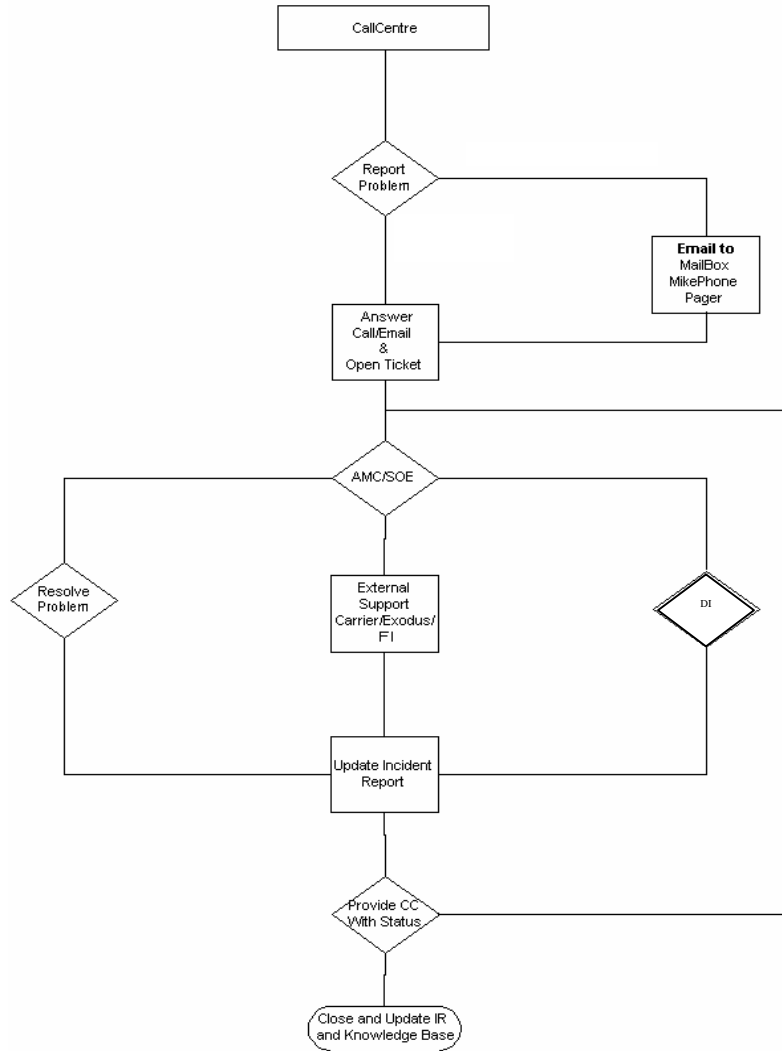 CallCentre
Report
Problem
Email to
MailBox
MikePhone
Pager
Answer
Call/Email
&
Open Ticket
AMC/SOE
Resolve
Problem
External
Support
Carrier/Exodus/
DI
Update Incident
Report
Provide CC
With Status
Close and Update IR
and Knowledge Base